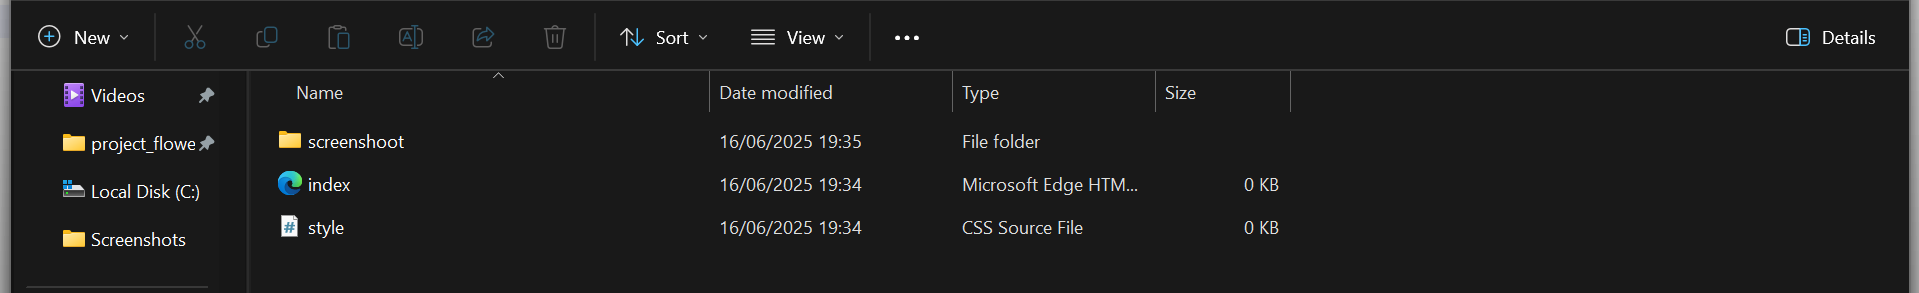 New Sort View ••• Details
Videos
project_flowe
Local Disk (C:)
Screenshots
Name Date modified Type Size
screenshoot 16/06/2025 19:35 File folder
index 16/06/2025 19:34 Microsoft Edge HTM... 0 KB
style 16/06/2025 19:34 CSS Source File 0 KB